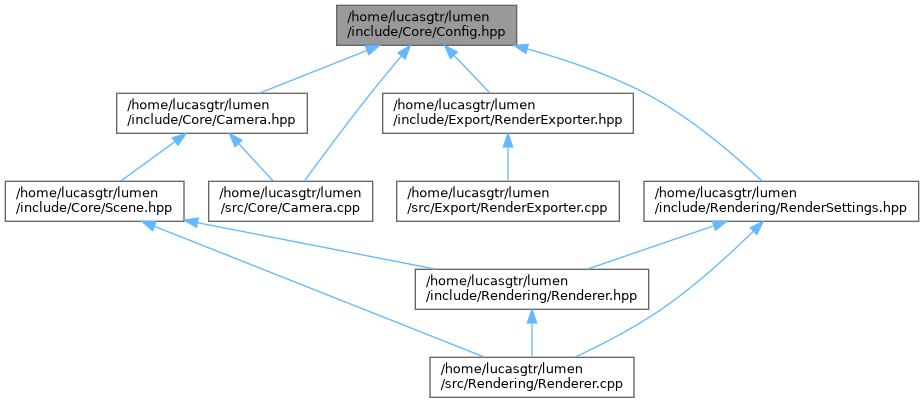 /home/lucasgtr/lumen
/include/Core/Config.hpp
/home/lucasgtr/lumen
/include/Core/Camera.hpp
/home/lucasgtr/lumen
/include/Export/RenderExporter.hpp
/home/lucasgtr/lumen
/include/Core/Scene.hpp
/home/lucasgtr/lumen
/src/Core/Camera.cpp
/home/lucasgtr/lumen
/src/Export/RenderExporter.cpp
/home/lucasgtr/lumen
/include/Rendering/RenderSettings.hpp
/home/lucasgtr/lumen
/include/Rendering/Renderer.hpp
/home/lucasgtr/lumen
/src/Rendering/Renderer.cpp